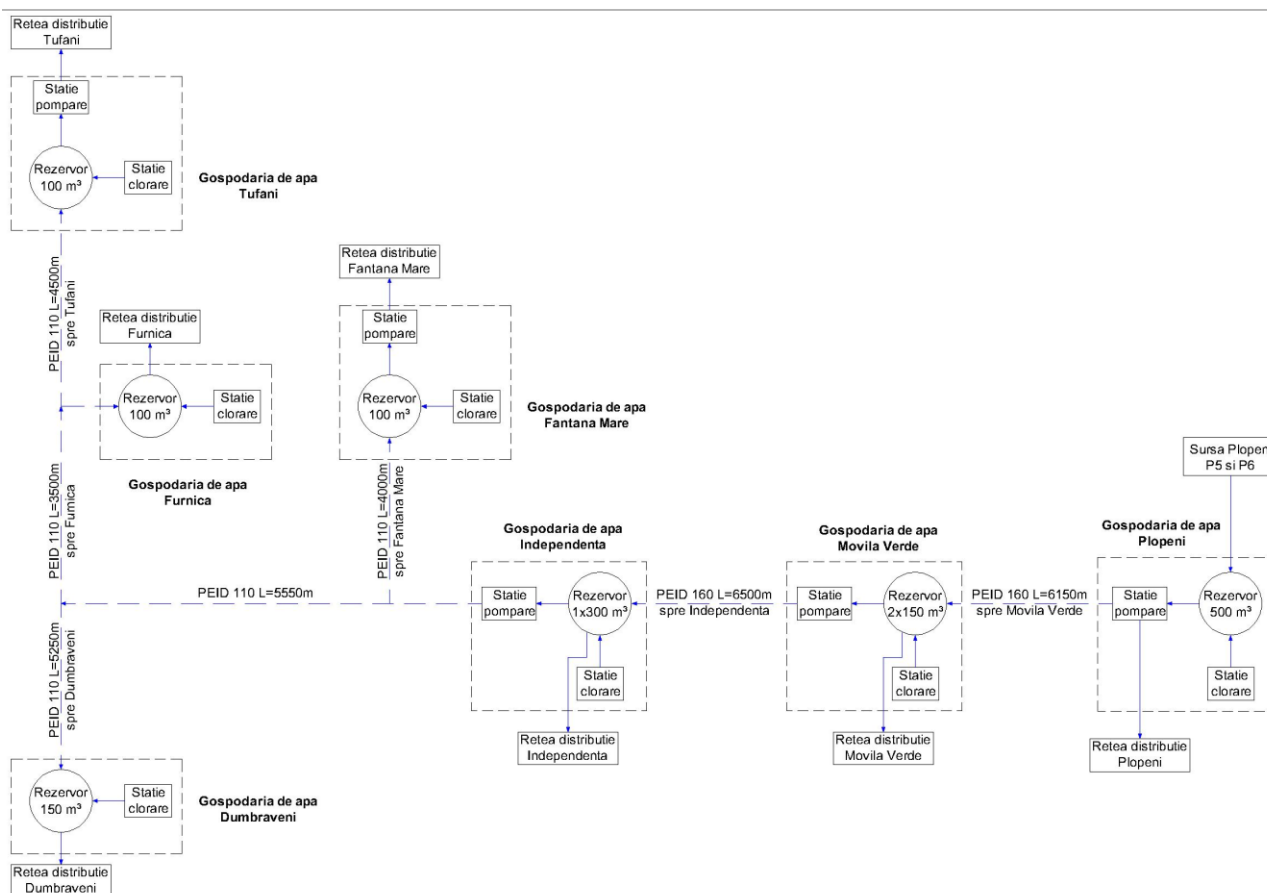 Retea distributie
Tufani
Statie
pompare
Rezervor
100 m³
Statie
clorare
Gospodaria de apa
Tufani
PEID 110 L=4500m
spre Tufani
Retea distributie
Fantana Mare
Statie
pompare
Rezervor
100 m³
Statie
clorare
Gospodaria de apa
Fantana Mare
Retea distributie
Furnica
Rezervor
100 m³
Statie
clorare
Gospodaria de apa
Furnica
PEID 110 L=3500m
spre Furnica
PEID 110 L=4000m
spre Fantana Mare
Sursa Plopeni
P5 si P6
Gospodaria de apa
Independenta
Statie
pompare
Rezervor
1x300 m³
Statie
clorare
Retea distributie
Independenta
Gospodaria de apa
Movila Verde
Statie
pompare
Rezervor
2x150 m³
Statie
clorare
Retea distributie
Movila Verde
Gospodaria de apa
Plopeni
Statie
pompare
Rezervor
500 m³
Statie
clorare
Retea distributie
Plopeni
PEID 110 L=5550m
PEID 160 L=6500m
spre Independenta
PEID 160 L=6150m
spre Movila Verde
PEID 110 L=5250m
spre Dumbraveni
Rezervor
150 m³
Statie
clorare
Gospodaria de apa
Dumbraveni
Retea distributie
Dumbraveni